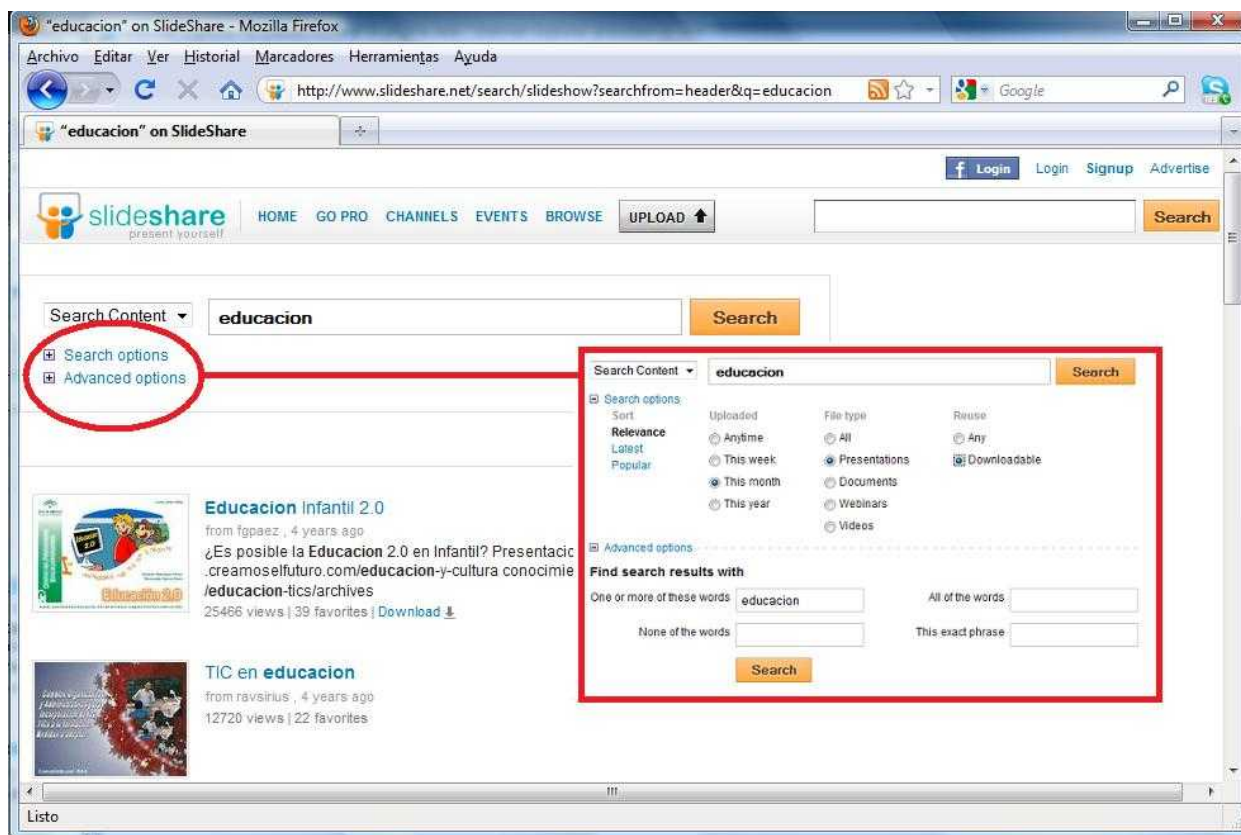 "educacion" on SlideShare - Mozilla Firefox
Archivo Editar Ver Historial Marcadores Herramientas Ayuda
http://www.slideshare.net/search/slideshow?searchfrom=header&q=educacion
Google
"educacion" on SlideShare
f Login Login Signup Advertise
slideshare HOME GO PRO CHANNELS EVENTS BROWSE UPLOAD Search
present yourself
Search Content educacion Search
Search options
Advanced options
Search Content educacion Search
Search options
Sort Uploaded File type Reuse
Relevance Anytime All Any
Latest This week Presentations Downloadable
Popular This month Documents
This year Webinars
Videos
Advanced options
Find search results with
One or more of these words educacion All of the words
None of the words This exact phrase
Search
Educacion Infantil 2.0
from fgpaez , 4 years ago
¿Es posible la Educacion 2.0 en Infantil? Presentacic
.creamoselfuturo.com/educacion-y-cultura conocimie
/educacion-tics/archives
25466 views | 39 favorites | Download
Educación 2.0
TIC en educacion
from ravsirius , 4 years ago
12720 views | 22 favorites
Listo